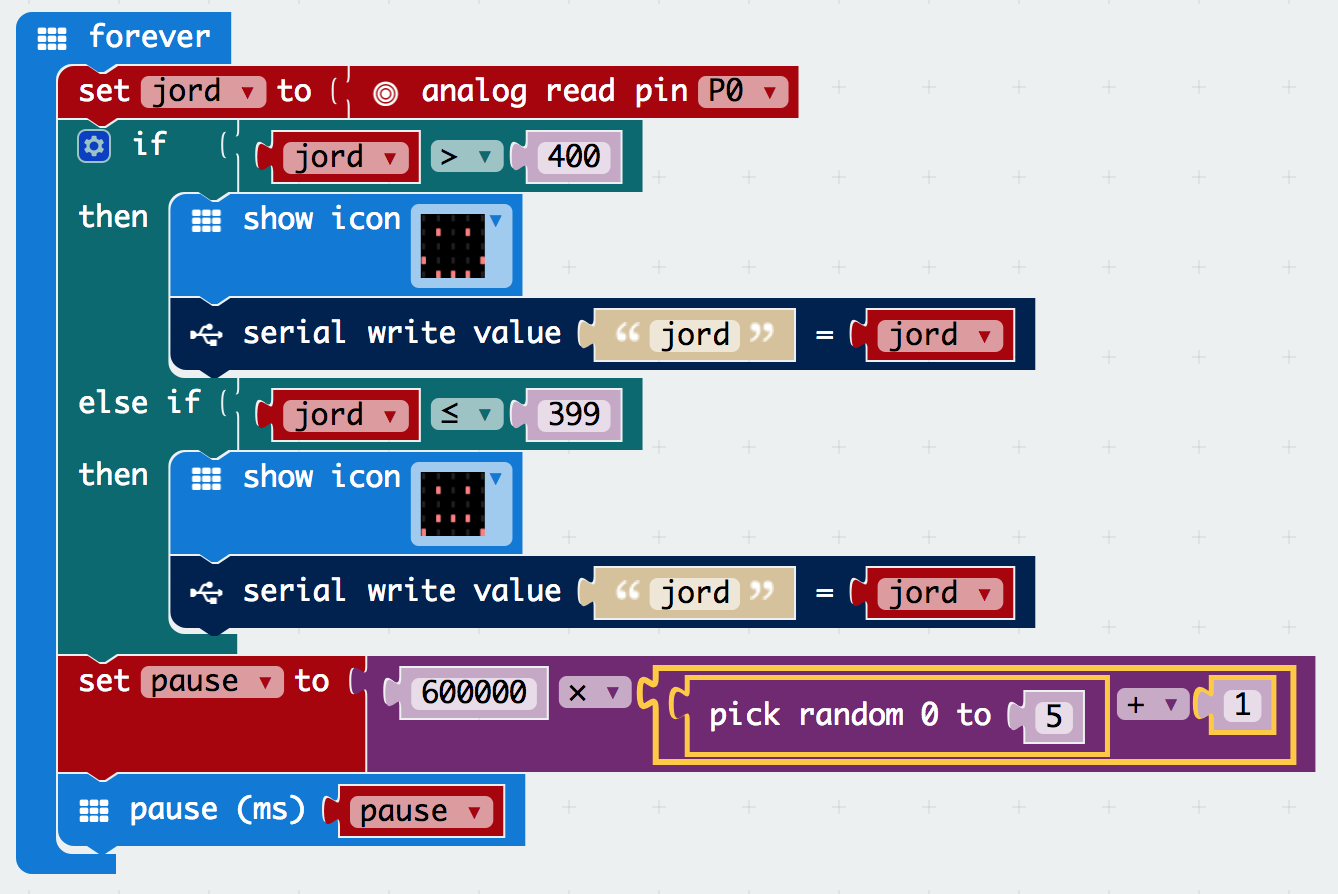 forever
set jord to analog read pin P0
if jord > 400
then show icon
serial write value “ jord ” = jord
else if jord ≤ 399
then show icon
serial write value “ jord ” = jord
set pause to 600000 × pick random 0 to 5 + 1
pause (ms) pause